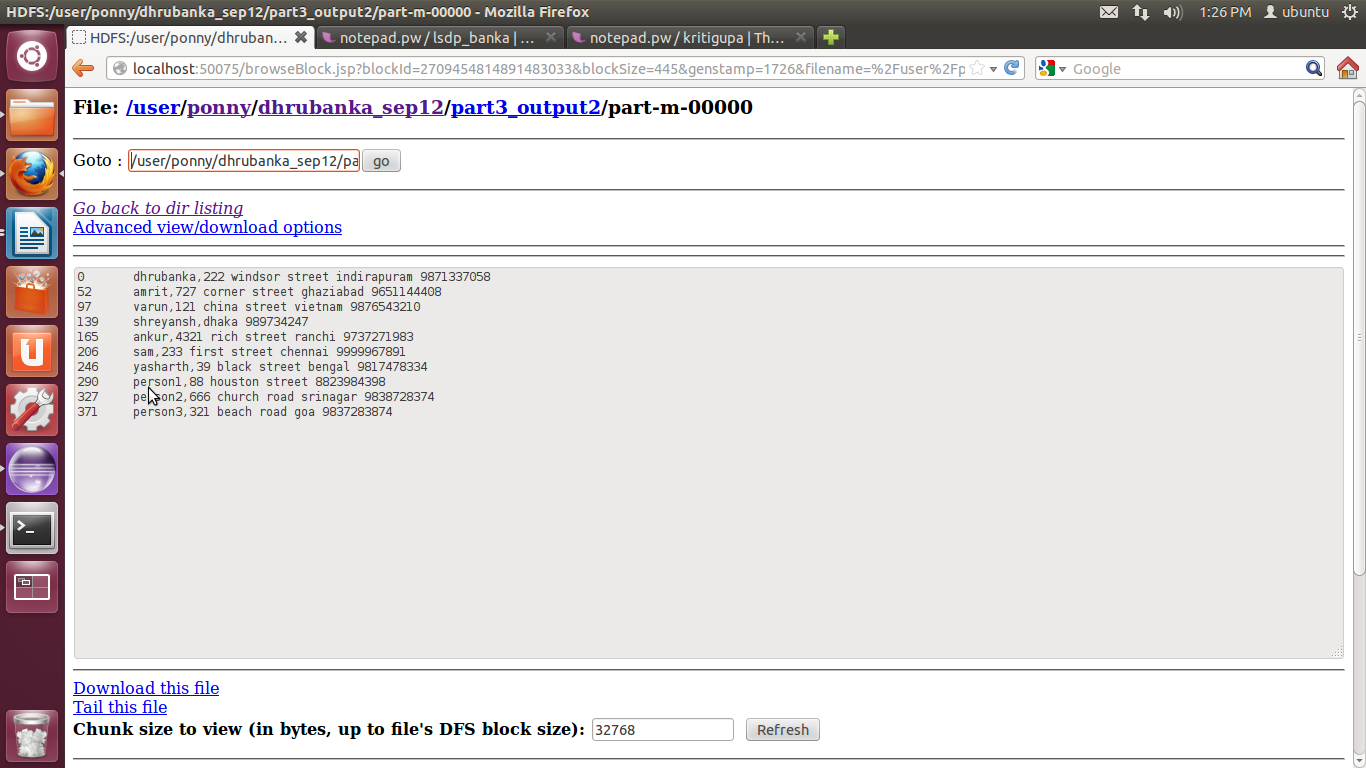 HDFS:/user/ponny/dhrubanka_sep12/part3_output2/part-m-00000 - Mozilla Firefox
1:26 PM ubuntu
HDFS:/user/ponny/dhruban...
notepad.pw / lsdp_banka | ...
notepad.pw / kritigupa | Th...
localhost:50075/browseBlock.jsp?blockId=2709454814891483033&blockSize=445&genstamp=1726&filename=%2Fuser%2Fp
Google
File: /user/ponny/dhrubanka_sep12/part3_output2/part-m-00000
Goto : /user/ponny/dhrubanka_sep12/pa go
Go back to dir listing
Advanced view/download options
0 dhrubanka,222 windsor street indirapuram 9871337058
52 amrit,727 corner street ghaziabad 9651144408
97 varun,121 china street vietnam 9876543210
139 shreyansh,dhaka 989734247
165 ankur,4321 rich street ranchi 9737271983
206 sam,233 first street chennai 9999967891
246 yasharth,39 black street bengal 9817478334
290 person1,88 houston street 8823984398
327 person2,666 church road srinagar 9838728374
371 person3,321 beach road goa 9837283874
Download this file
Tail this file
Chunk size to view (in bytes, up to file's DFS block size): 32768 Refresh